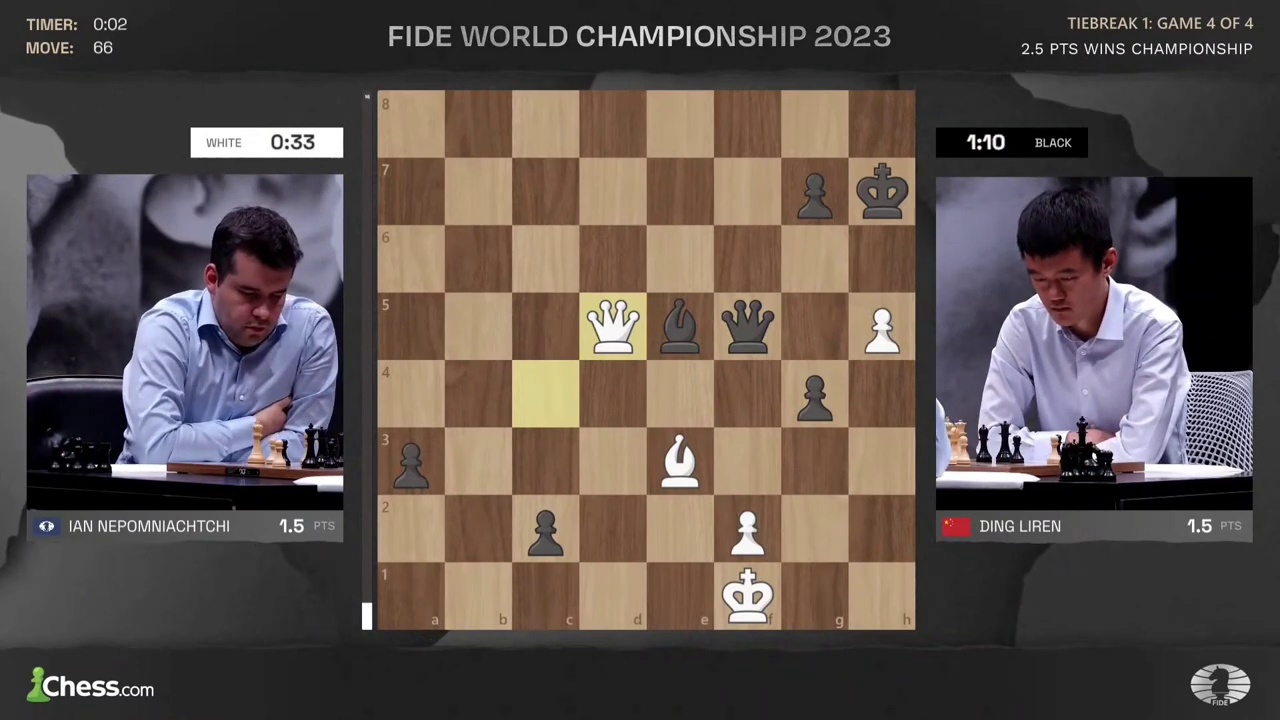 TIMER: 0:02
MOVE: 66
FIDE WORLD CHAMPIONSHIP 2023
TIEBREAK 1: GAME 4 OF 4
2.5 PTS WINS CHAMPIONSHIP
WHITE 0:33
1:10 BLACK
8
7
6
5
4
3
2
1
a b c d e f g h
IAN NEPOMNIACHTCHI 1.5 PTS
DING LIREN 1.5 PTS
Chess.com
FIDE